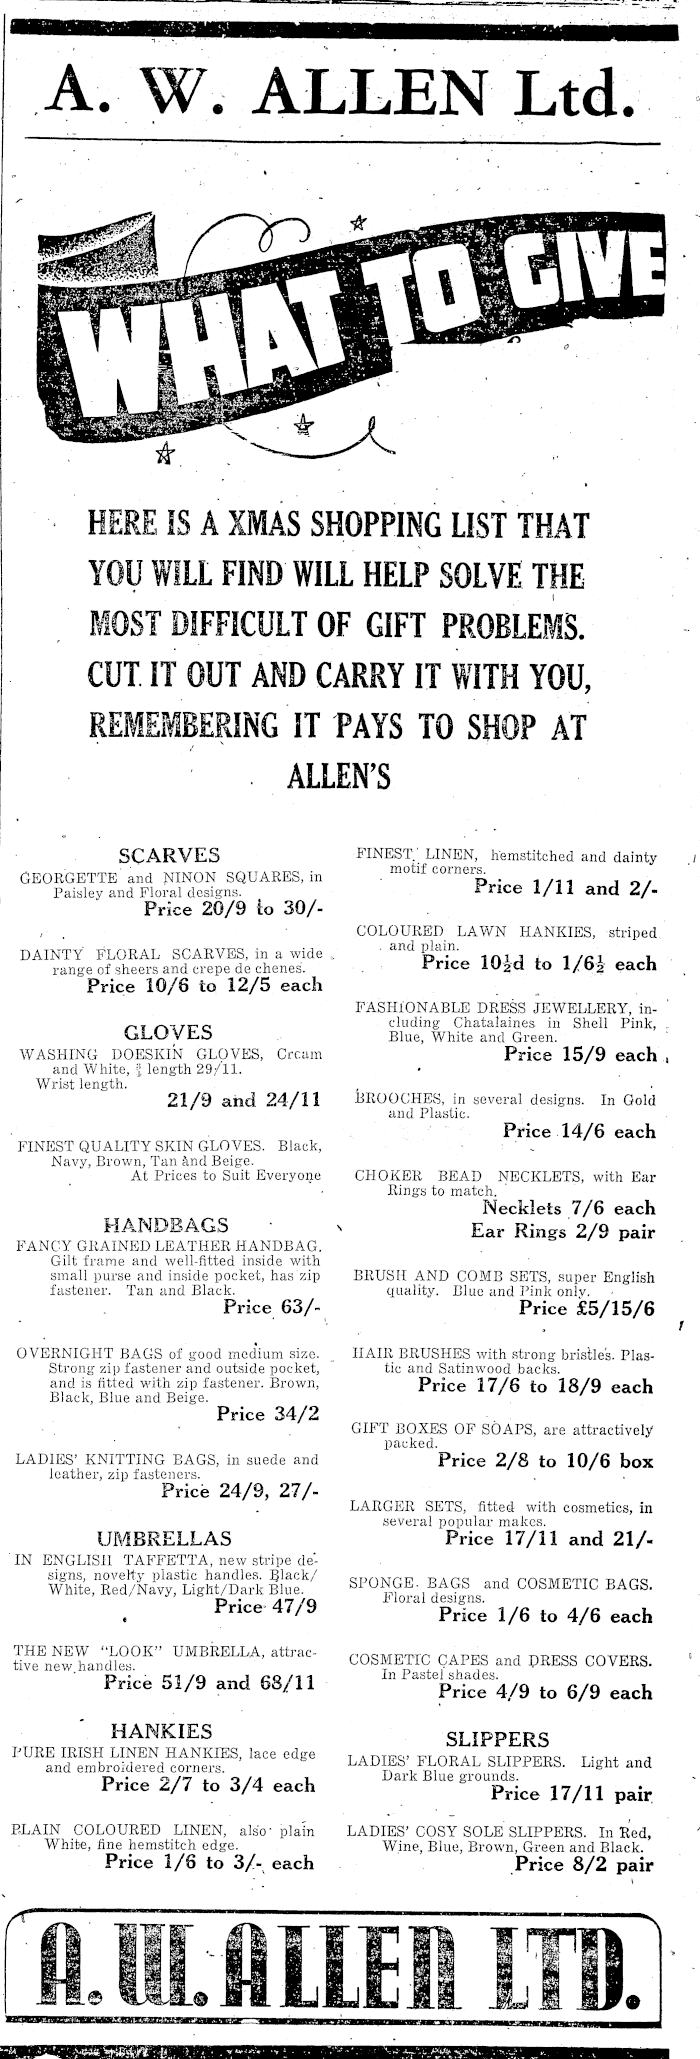 A. W. ALLEN Ltd.
WHAT TO GIVE
HERE IS A XMAS SHOPPING LIST THAT
YOU WILL FIND WILL HELP SOLVE THE
MOST DIFFICULT OF GIFT PROBLEMS.
CUT IT OUT AND CARRY IT WITH YOU,
REMEMBERING IT PAYS TO SHOP AT
ALLEN'S
SCARVES
GEORGETTE and NINON SQUARES, in
Paisley and Floral designs.
Price 20/9 to 30/-
DAINTY FLORAL SCARVES, in a wide
range of sheers and crepe de chenes.
Price 10/6 to 12/5 each
GLOVES
WASHING DOESKIN GLOVES, Cream
and White, ¾ length 29/11.
Wrist length.
21/9 and 24/11
FINEST QUALITY SKIN GLOVES. Black,
Navy, Brown, Tan and Beige.
At Prices to Suit Everyone
HANDBAGS
FANCY GRAINED LEATHER HANDBAG.
Gilt frame and well-fitted inside with
small purse and inside pocket, has zip
fastener. Tan and Black.
Price 63/-
OVERNIGHT BAGS of good medium size.
Strong zip fastener and outside pocket,
and is fitted with zip fastener. Brown,
Black, Blue and Beige.
Price 34/2
LADIES' KNITTING BAGS, in suede and
leather, zip fasteners.
Price 24/9, 27/-
UMBRELLAS
IN ENGLISH TAFFETTA, new stripe de-
signs, novelty plastic handles. Black/
White, Red/Navy, Light/Dark Blue.
Price 47/9
THE NEW "LOOK" UMBRELLA, attrac-
tive new handles.
Price 51/9 and 68/11
HANKIES
PURE IRISH LINEN HANKIES, lace edge
and embroidered corners.
Price 2/7 to 3/4 each
PLAIN COLOURED LINEN, also plain
White, fine hemstitch edge.
Price 1/6 to 3/- each
FINEST LINEN, hemstitched and dainty
motif corners.
Price 1/11 and 2/-
COLOURED LAWN HANKIES, striped
and plain.
Price 10½d to 1/6½ each
FASHIONABLE DRESS JEWELLERY, in-
cluding Chatalaines in Shell Pink,
Blue, White and Green.
Price 15/9 each
BROOCHES, in several designs. In Gold
and Plastic.
Price 14/6 each
CHOKER BEAD NECKLETS, with Ear
Rings to match.
Necklets 7/6 each
Ear Rings 2/9 pair
BRUSH AND COMB SETS, super English
quality. Blue and Pink only.
Price £5/15/6
HAIR BRUSHES with strong bristles. Plas-
tic and Satinwood backs.
Price 17/6 to 18/9 each
GIFT BOXES OF SOAPS, are attractively
packed.
Price 2/8 to 10/6 box
LARGER SETS, fitted with cosmetics, in
several popular makes.
Price 17/11 and 21/-
SPONGE BAGS and COSMETIC BAGS.
Floral designs.
Price 1/6 to 4/6 each
COSMETIC CAPES and DRESS COVERS.
In Pastel shades.
Price 4/9 to 6/9 each
SLIPPERS
LADIES' FLORAL SLIPPERS. Light and
Dark Blue grounds.
Price 17/11 pair
LADIES' COSY SOLE SLIPPERS. In Red,
Wine, Blue, Brown, Green and Black.
Price 8/2 pair
A. W. ALLEN LTD.